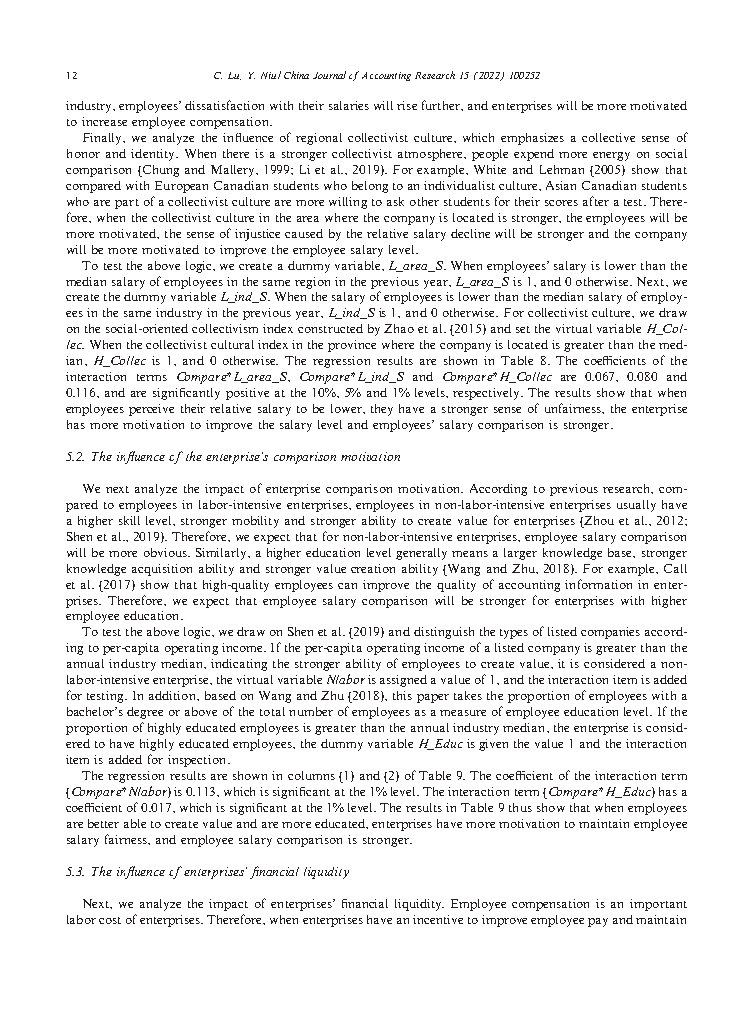 12
C. Lu, Y. Niu / China Journal of Accounting Research 15 (2022) 100252
industry, employees' dissatisfaction with their salaries will rise further, and enterprises will be more motivated
to increase employee compensation.
Finally, we analyze the influence of regional collectivist culture, which emphasizes a collective sense of
honor and identity. When there is a stronger collectivist atmosphere, people expend more energy on social
comparison (Chung and Mallery, 1999; Li et al., 2019). For example, White and Lehman (2005) show that
compared with European Canadian students who belong to an individualist culture, Asian Canadian students
who are part of a collectivist culture are more willing to ask other students for their scores after a test. There-
fore, when the collectivist culture in the area where the company is located is stronger, the employees will be
more motivated, the sense of injustice caused by the relative salary decline will be stronger and the company
will be more motivated to improve the employee salary level.
To test the above logic, we create a dummy variable, L_area_S. When employees' salary is lower than the
median salary of employees in the same region in the previous year, L_area_S is 1, and 0 otherwise. Next, we
create the dummy variable L_ind_S. When the salary of employees is lower than the median salary of employ-
ees in the same industry in the previous year, L_ind_S is 1, and 0 otherwise. For collectivist culture, we draw
on the social-oriented collectivism index constructed by Zhao et al. (2015) and set the virtual variable H_Col-
lec. When the collectivist cultural index in the province where the company is located is greater than the med-
ian, H_Collec is 1, and 0 otherwise. The regression results are shown in Table 8. The coefficients of the
interaction terms Compare*L_area_S, Compare*L_ind_S and Compare*H_Collec are 0.067, 0.080 and
0.116, and are significantly positive at the 10%, 5% and 1% levels, respectively. The results show that when
employees perceive their relative salary to be lower, they have a stronger sense of unfairness, the enterprise
has more motivation to improve the salary level and employees' salary comparison is stronger.
5.2. The influence of the enterprise's comparison motivation
We next analyze the impact of enterprise comparison motivation. According to previous research, com-
pared to employees in labor-intensive enterprises, employees in non-labor-intensive enterprises usually have
a higher skill level, stronger mobility and stronger ability to create value for enterprises (Zhou et al., 2012;
Shen et al., 2019). Therefore, we expect that for non-labor-intensive enterprises, employee salary comparison
will be more obvious. Similarly, a higher education level generally means a larger knowledge base, stronger
knowledge acquisition ability and stronger value creation ability (Wang and Zhu, 2018). For example, Call
et al. (2017) show that high-quality employees can improve the quality of accounting information in enter-
prises. Therefore, we expect that employee salary comparison will be stronger for enterprises with higher
employee education.
To test the above logic, we draw on Shen et al. (2019) and distinguish the types of listed companies accord-
ing to per-capita operating income. If the per-capita operating income of a listed company is greater than the
annual industry median, indicating the stronger ability of employees to create value, it is considered a non-
labor-intensive enterprise, the virtual variable Nlabor is assigned a value of 1, and the interaction item is added
for testing. In addition, based on Wang and Zhu (2018), this paper takes the proportion of employees with a
bachelor's degree or above of the total number of employees as a measure of employee education level. If the
proportion of highly educated employees is greater than the annual industry median, the enterprise is consid-
ered to have highly educated employees, the dummy variable H_Educ is given the value 1 and the interaction
item is added for inspection.
The regression results are shown in columns (1) and (2) of Table 9. The coefficient of the interaction term
(Compare*Nlabor) is 0.113, which is significant at the 1% level. The interaction term (Compare*H_Educ) has a
coefficient of 0.017, which is significant at the 1% level. The results in Table 9 thus show that when employees
are better able to create value and are more educated, enterprises have more motivation to maintain employee
salary fairness, and employee salary comparison is stronger.
5.3. The influence of enterprises' financial liquidity
Next, we analyze the impact of enterprises' financial liquidity. Employee compensation is an important
labor cost of enterprises. Therefore, when enterprises have an incentive to improve employee pay and maintain